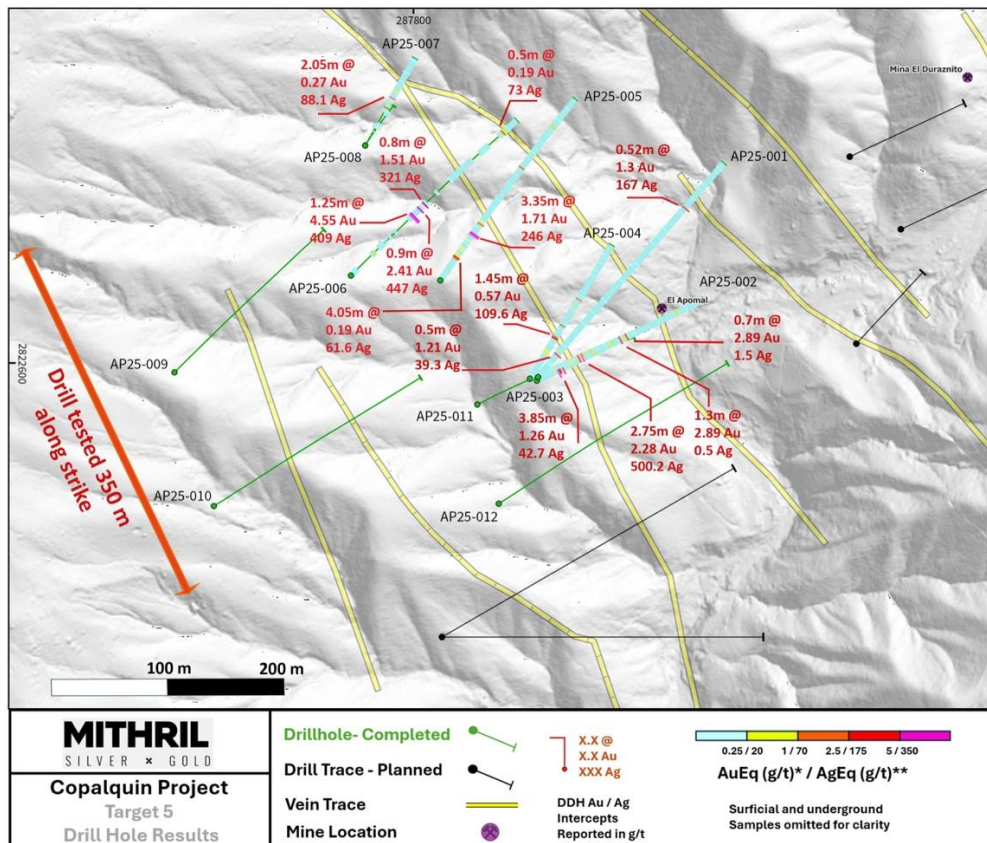 287800
AP25-007
2.05m @
0.27 Au
88.1 Ag
0.5m @
0.19 Au
73 Ag
AP25-005
Mina El Duraznito
AP25-008
0.8m @
1.51 Au
321 Ag
0.52m @
1.3 Au
167 Ag
AP25-001
1.25m @
4.55 Au
409 Ag
3.35m @
1.71 Au
246 Ag
AP25-004
0.9m @
2.41 Au
447 Ag
AP25-006
1.45m @
0.57 Au
109.6 Ag
AP25-002
El Apomal
4.05m @
0.19 Au
61.6 Ag
0.5m @
1.21 Au
39.3 Ag
0.7m @
2.89 Au
1.5 Ag
2822600
AP25-009
AP25-003
AP25-011
3.85m @
1.26 Au
42.7 Ag
2.75m @
2.28 Au
500.2 Ag
1.3m @
2.89 Au
0.5 Ag
Drill tested 350 m
along strike
AP25-010
AP25-012
100 m
200 m
MITHRIL
SILVER × GOLD
Copalquin Project
Target 5
Drill Hole Results
Drillhole- Completed
Drill Trace - Planned
Vein Trace
Mine Location
X.X @
X.X Au
XXX Ag
DDH Au / Ag
Intercepts
Reported in g/t
0.25 / 20
1 / 70
2.5 / 175
5 / 350
AuEq (g/t)* / AgEq (g/t)**
Surficial and underground
Samples omitted for clarity